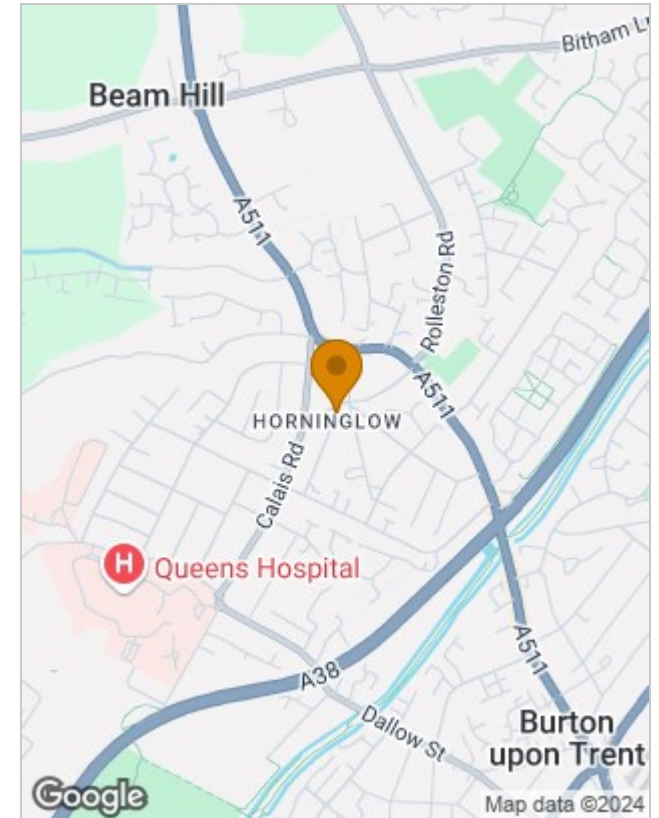 Bitham L
Beam Hill
A511
Rolleston Rd
A511
HORNINGLOW
Calais Rd
H
Queens Hospital
A511
A38
Dallow St
Burton
upon Trent
Google
Map data ©2024